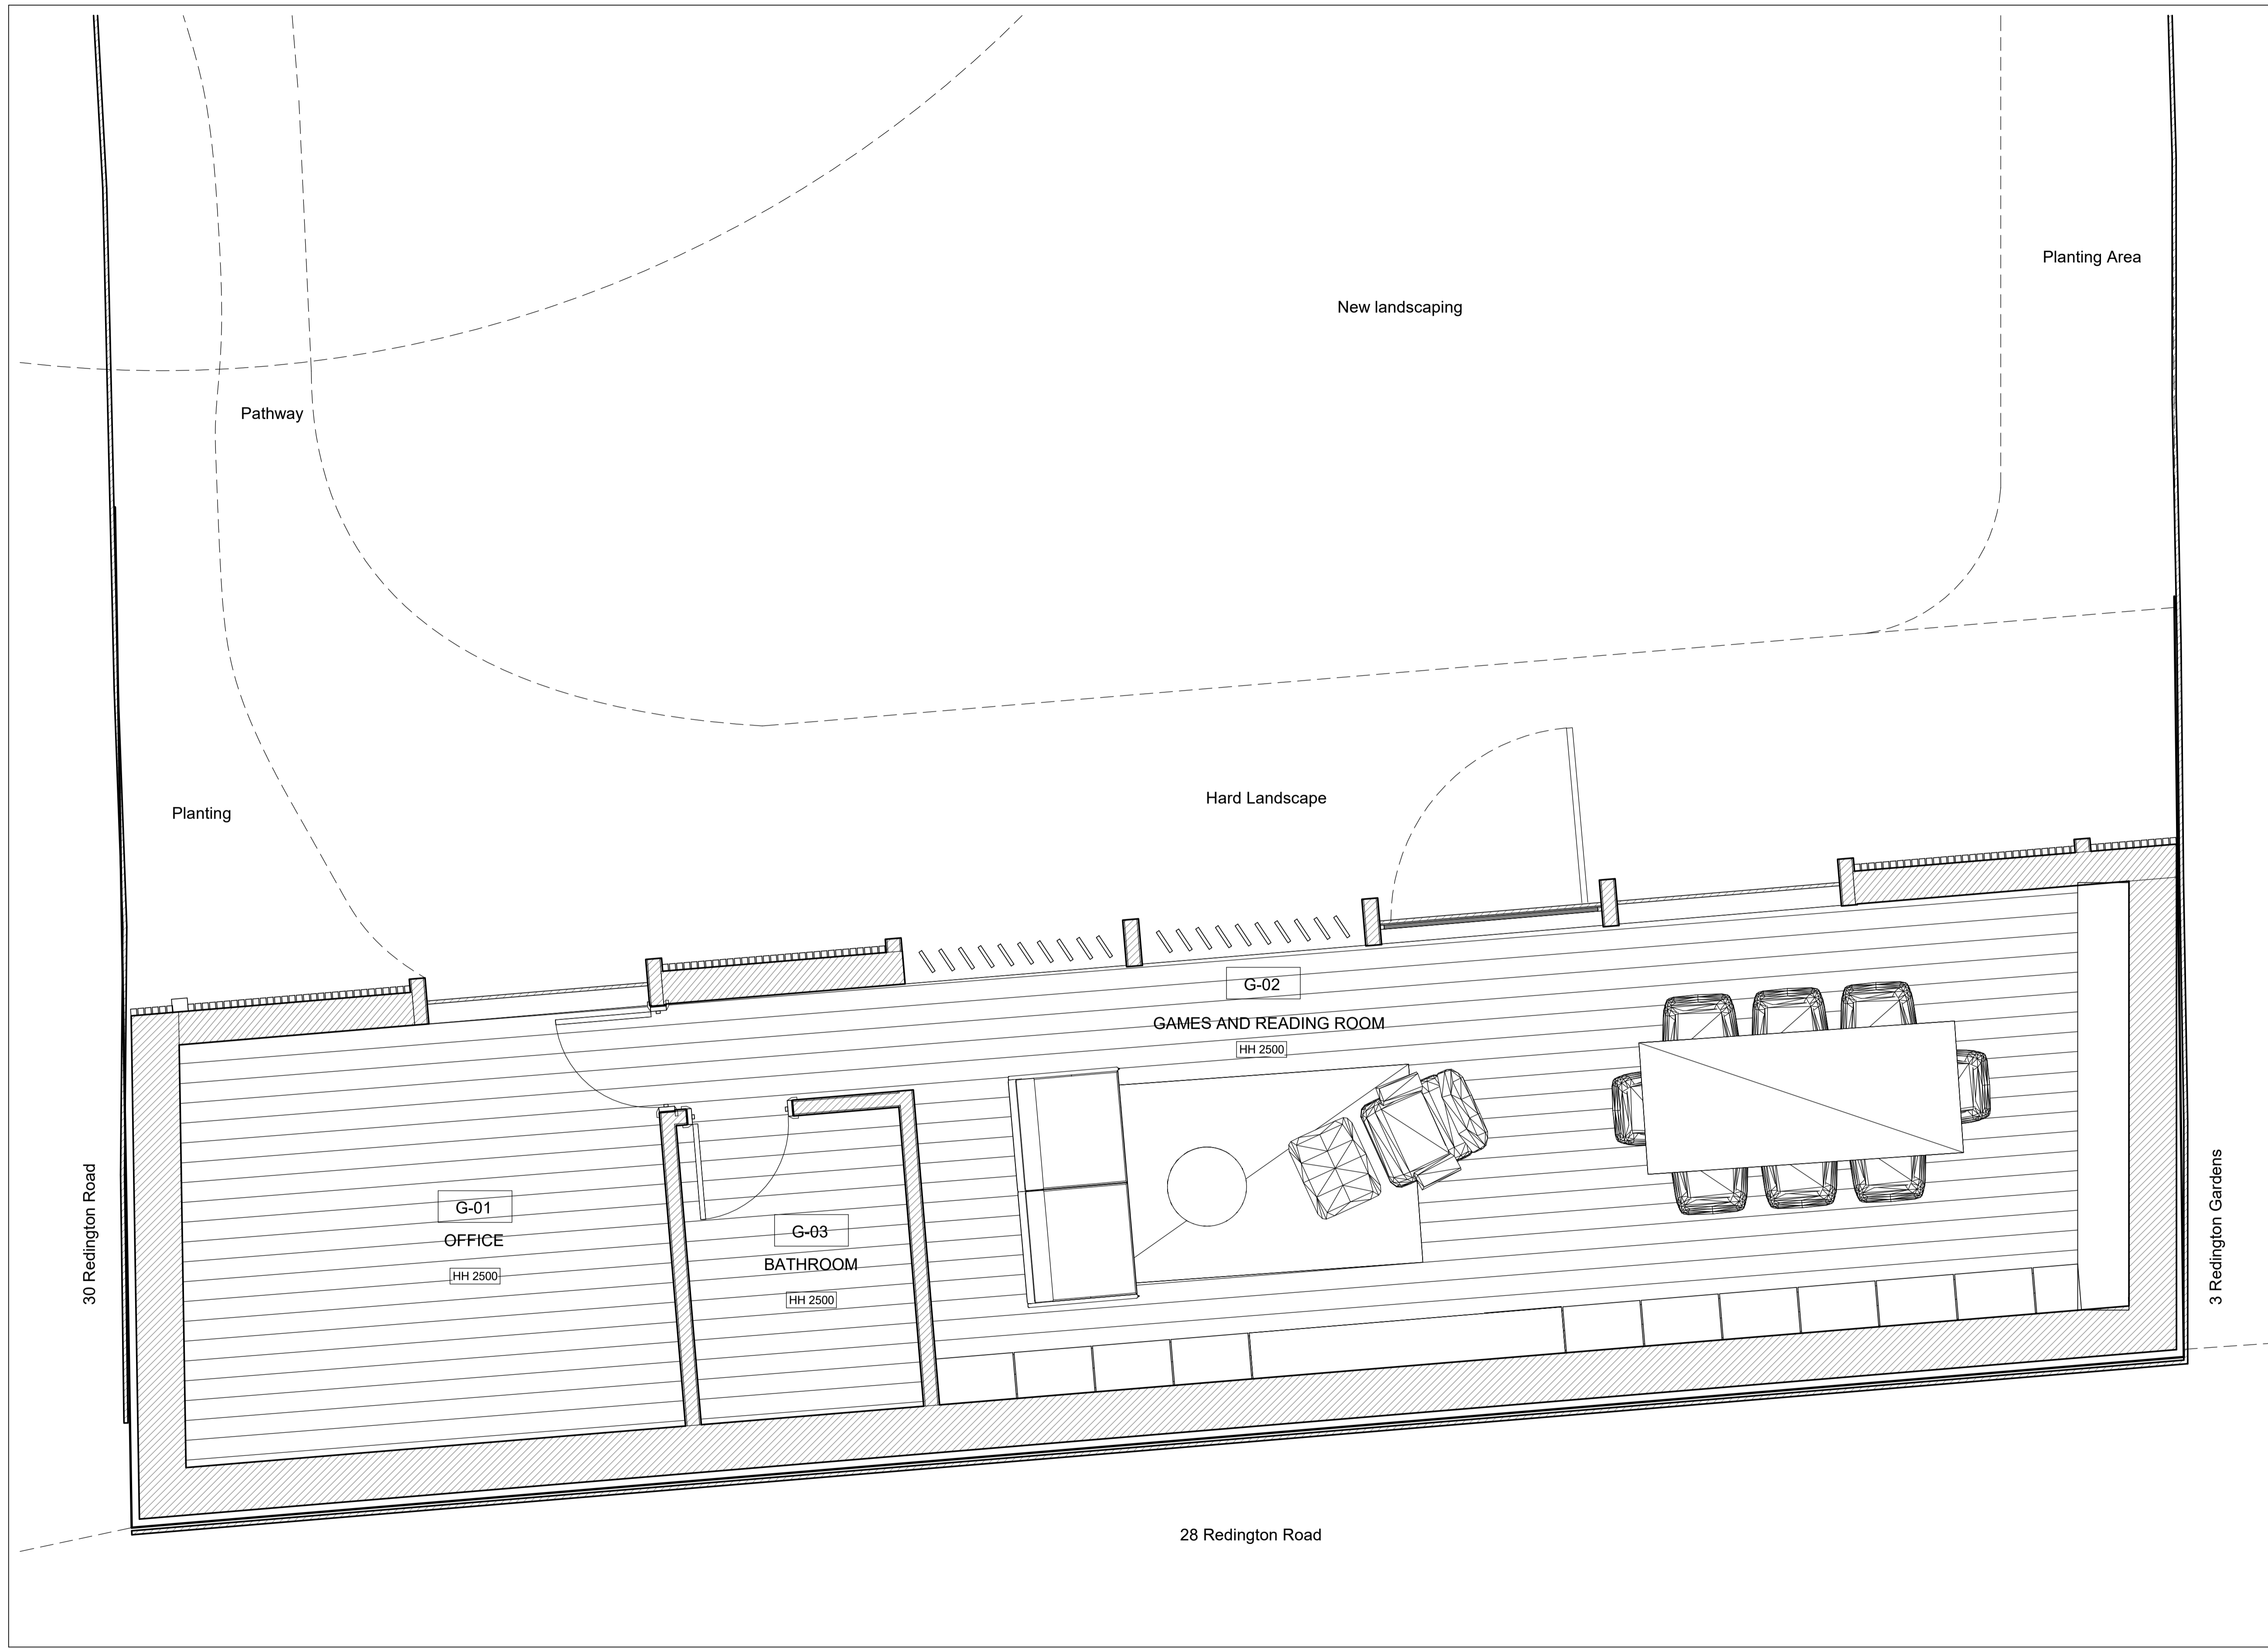 Planting Area
New landscaping
Pathway
Hard Landscape
Planting
G-02
GAMES AND READING ROOM
HH 2500
G-01
OFFICE
HH 2500
G-03
BATHROOM
HH 2500
30 Redington Road
3 Redington Gardens
28 Redington Road